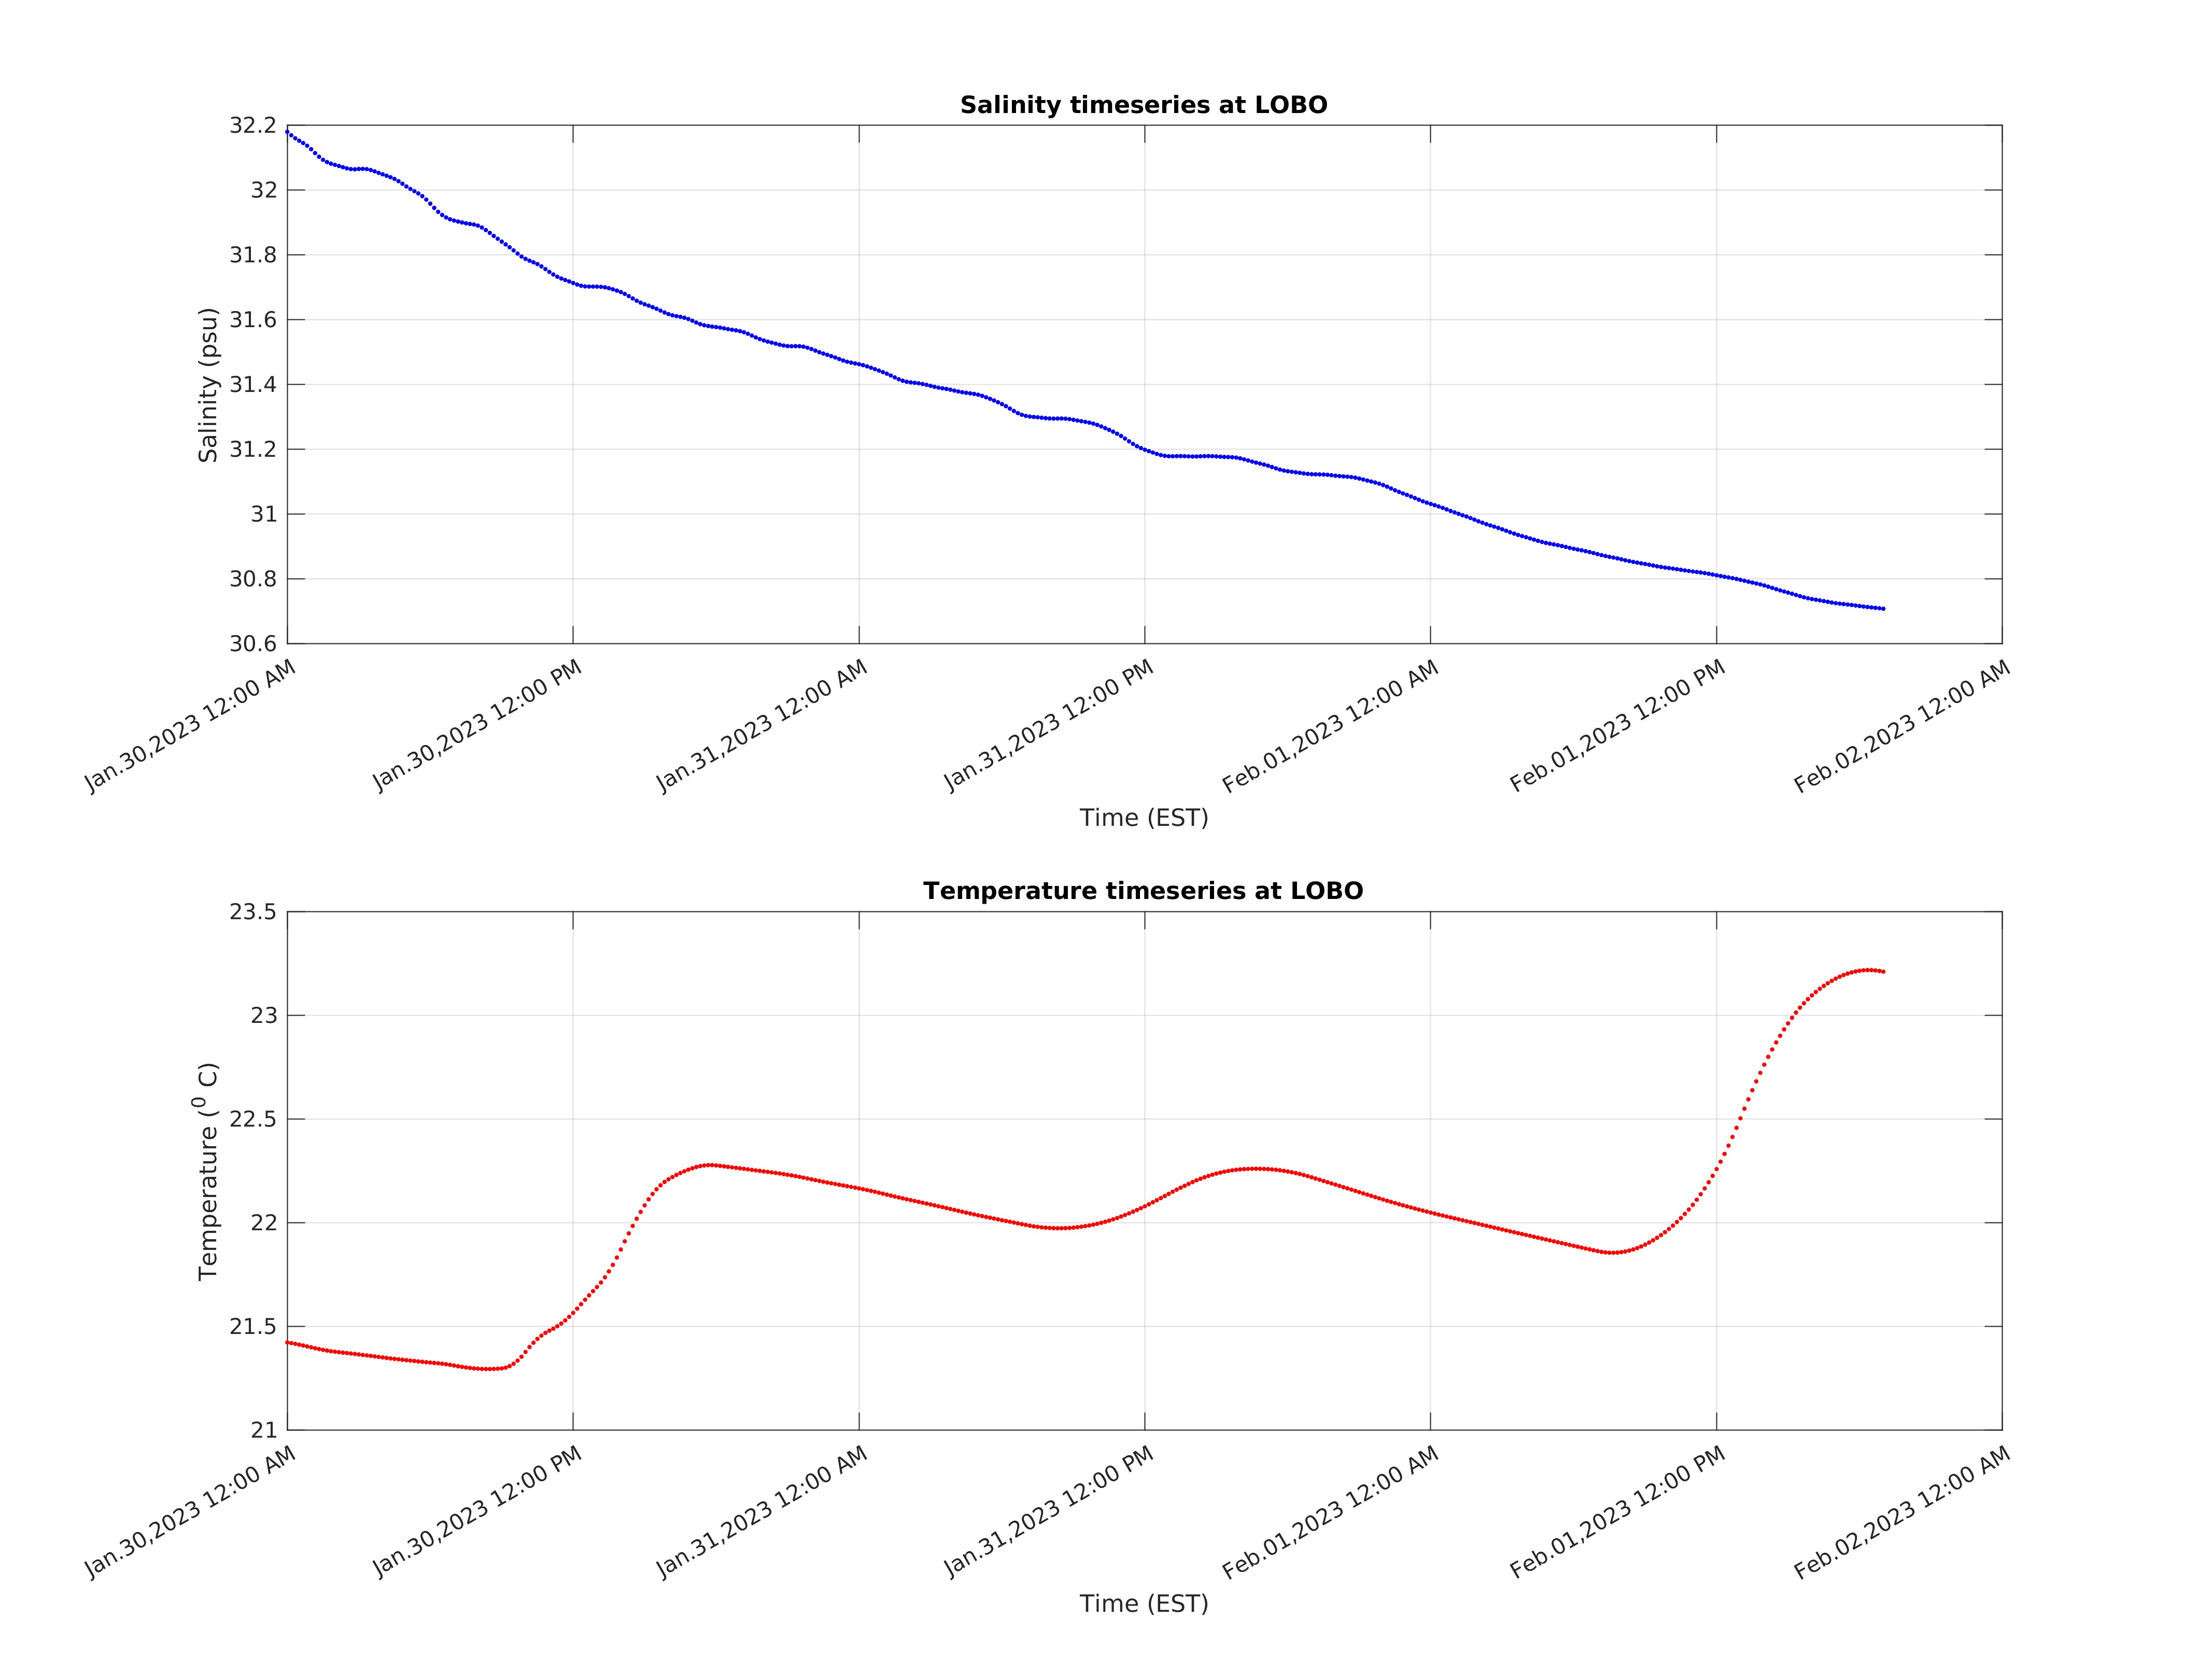 Salinity timeseries at LOBO
Salinity (psu)
32.2
32
31.8
31.6
31.4
31.2
31
30.8
30.6
Jan.30,2023 12:00 AM
Jan.30,2023 12:00 PM
Jan.31,2023 12:00 AM
Jan.31,2023 12:00 PM
Feb.01,2023 12:00 AM
Feb.01,2023 12:00 PM
Feb.02,2023 12:00 AM
Time (EST)
Temperature timeseries at LOBO
Temperature (⁰ C)
23.5
23
22.5
22
21.5
21
Jan.30,2023 12:00 AM
Jan.30,2023 12:00 PM
Jan.31,2023 12:00 AM
Jan.31,2023 12:00 PM
Feb.01,2023 12:00 AM
Feb.01,2023 12:00 PM
Feb.02,2023 12:00 AM
Time (EST)